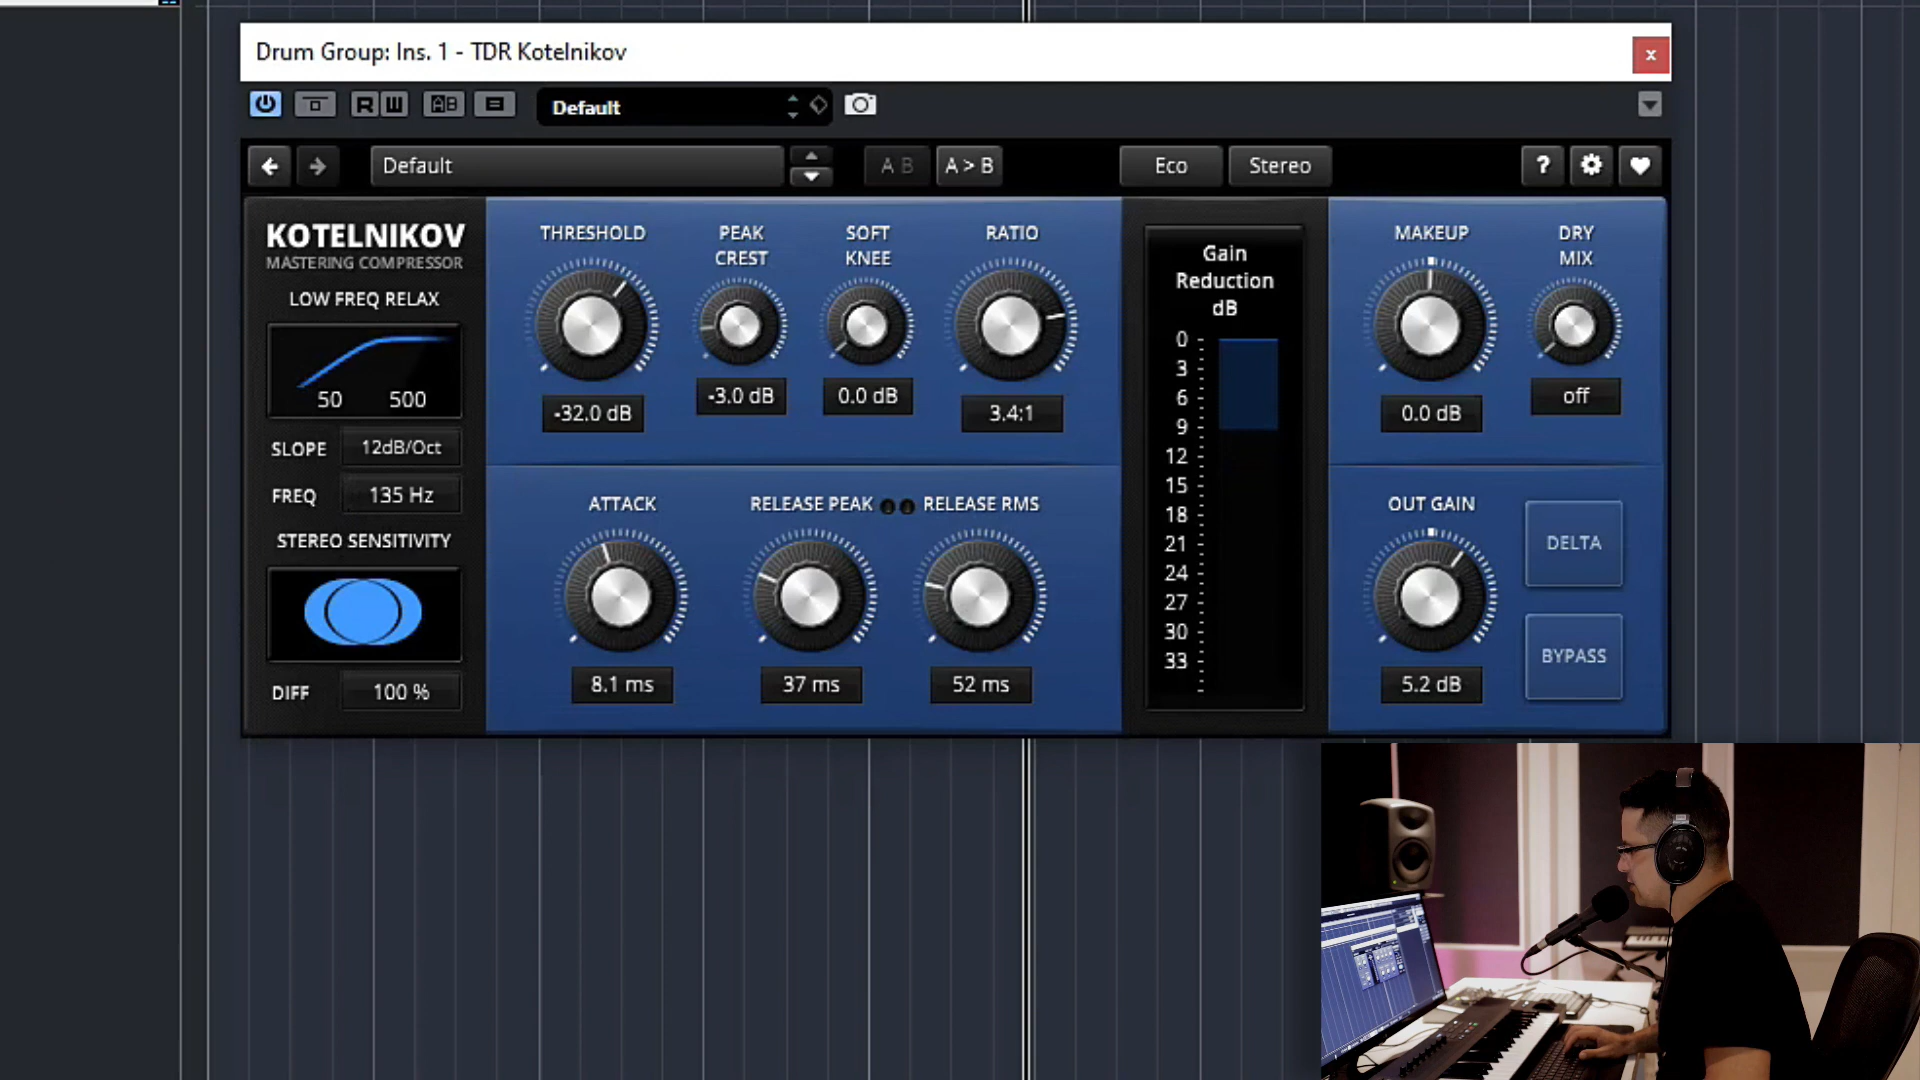 Drum Group: Ins. 1 - TDR Kotelnikov
x
R W AB Default
Default A B A > B Eco Stereo ?
KOTELNIKOV
MASTERING COMPRESSOR
LOW FREQ RELAX
50 500
SLOPE 12dB/Oct
FREQ 135 Hz
STEREO SENSITIVITY
DIFF 100 %
THRESHOLD
-32.0 dB
PEAK
CREST
-3.0 dB
SOFT
KNEE
0.0 dB
RATIO
3.4:1
ATTACK
8.1 ms
RELEASE PEAK
37 ms
RELEASE RMS
52 ms
Gain
Reduction
dB
0
3
6
9
12
15
18
21
24
27
30
33
MAKEUP
0.0 dB
DRY
MIX
off
OUT GAIN
5.2 dB
DELTA
BYPASS